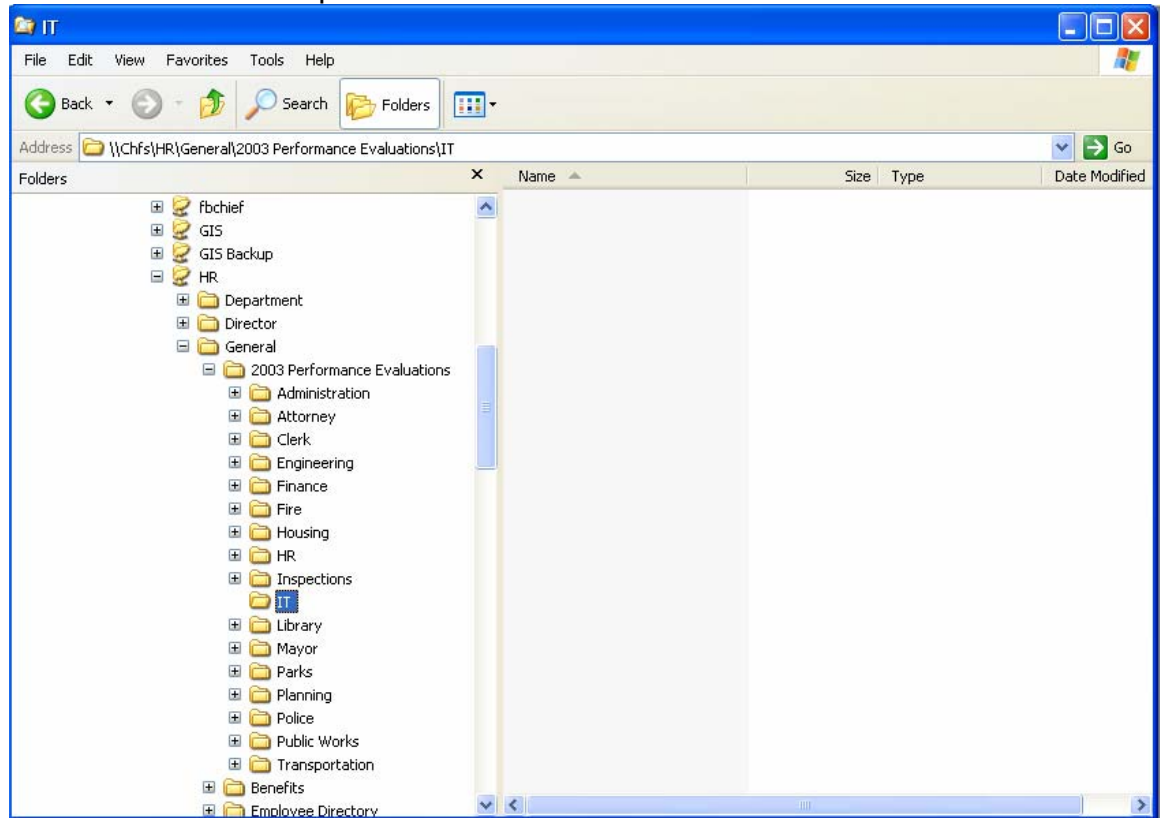 IT
File Edit View Favorites Tools Help
Back Search Folders
Address \\Chfs\HR\General\2003 Performance Evaluations\IT Go
Folders Name Size Type Date Modified
fbchief
GIS
GIS Backup
HR
Department
Director
General
2003 Performance Evaluations
Administration
Attorney
Clerk
Engineering
Finance
Fire
Housing
HR
Inspections
IT
Library
Mayor
Parks
Planning
Police
Public Works
Transportation
Benefits
Employee Directory